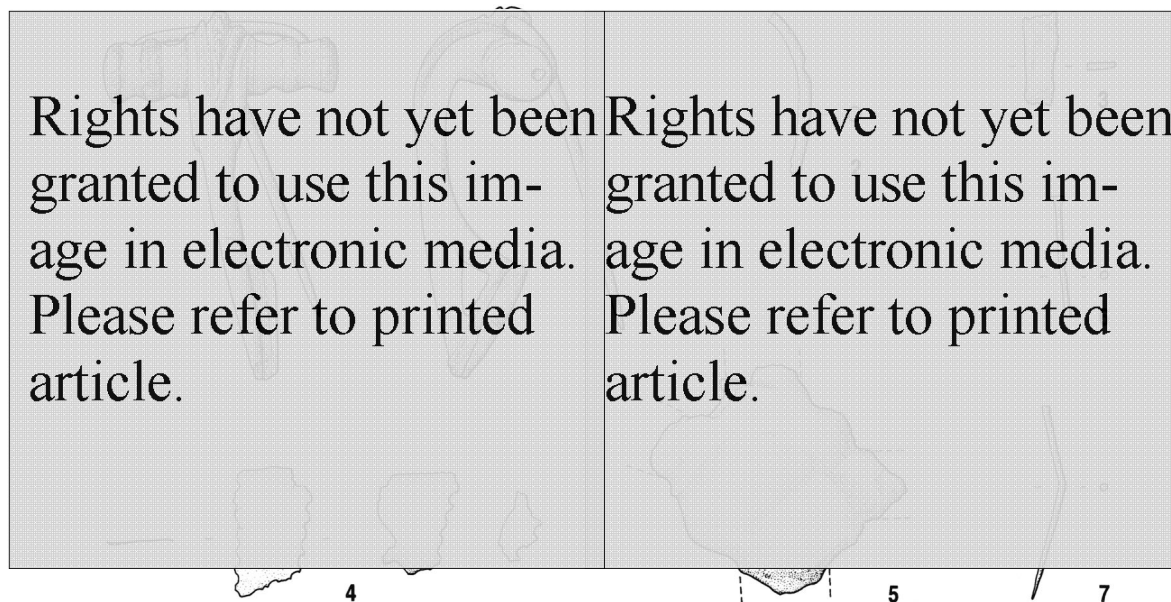 Rights have not yet been
granted to use this im-
age in electronic media.
Please refer to printed
article.
Rights have not yet been
granted to use this im-
age in electronic media.
Please refer to printed
article.
3
2
4
5
7